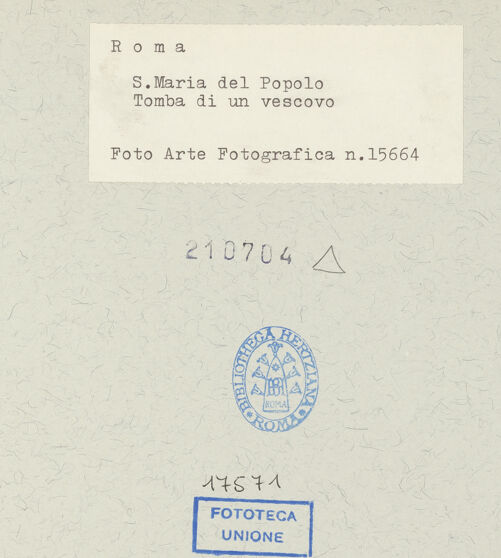 Roma
S.Maria del Popolo
Tomba di un vescovo
Foto Arte Fotografica n.15664
210704
BIBLIOTHECA HERTZIANA
ROMA
ROMA
17571
FOTOTECA
UNIONE